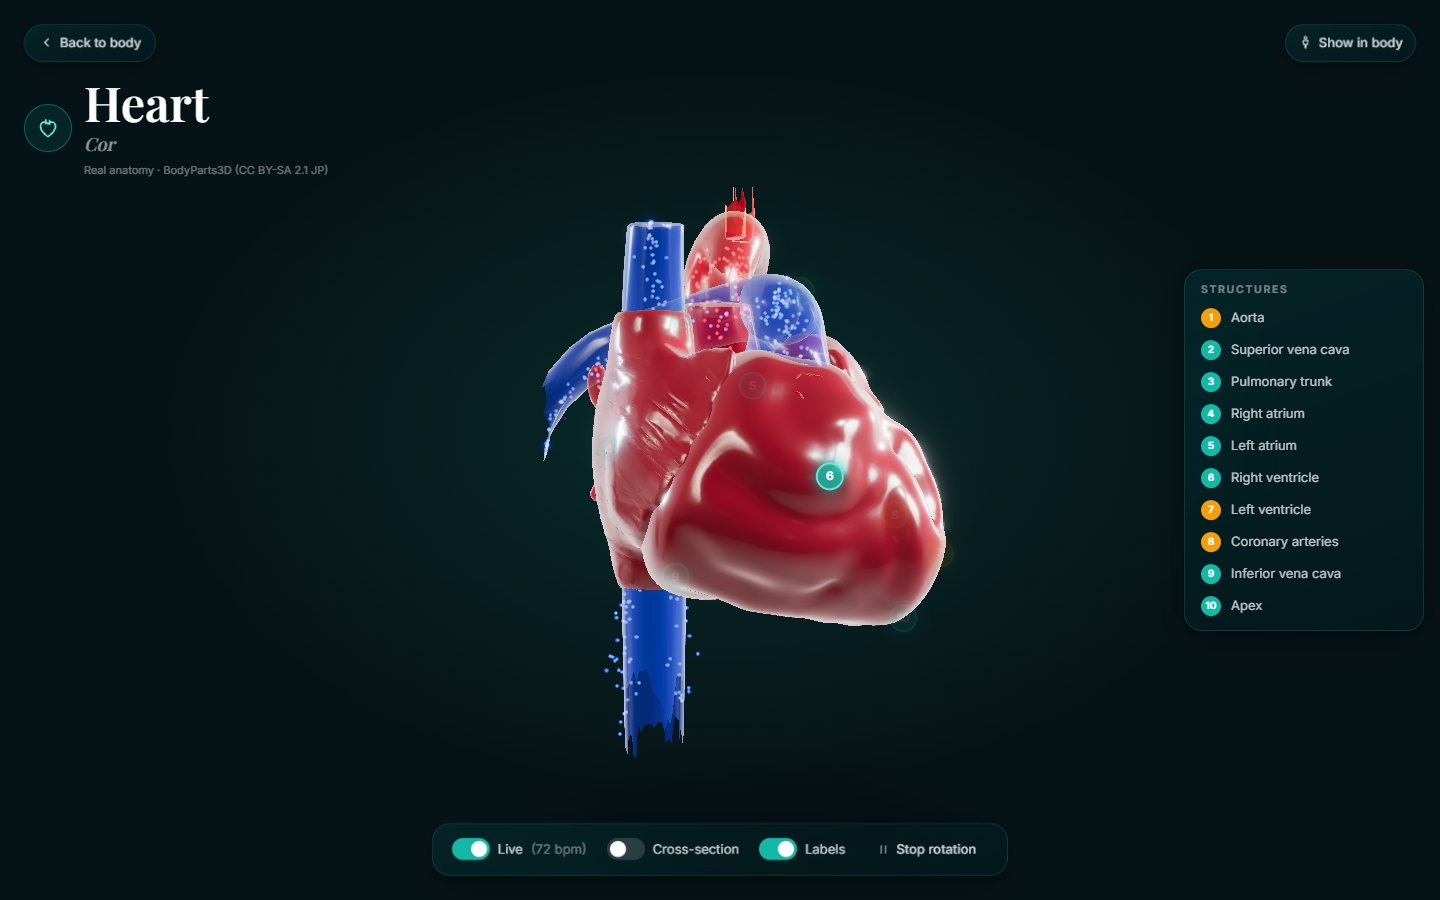 Back to body
Show in body
Heart
Cor
Real anatomy · BodyParts3D (CC BY-SA 2.1 JP)
STRUCTURES
1 Aorta
2 Superior vena cava
3 Pulmonary trunk
4 Right atrium
5 Left atrium
6 Right ventricle
7 Left ventricle
8 Coronary arteries
9 Inferior vena cava
10 Apex
5
6
8
9
Live (72 bpm)
Cross-section
Labels
Stop rotation